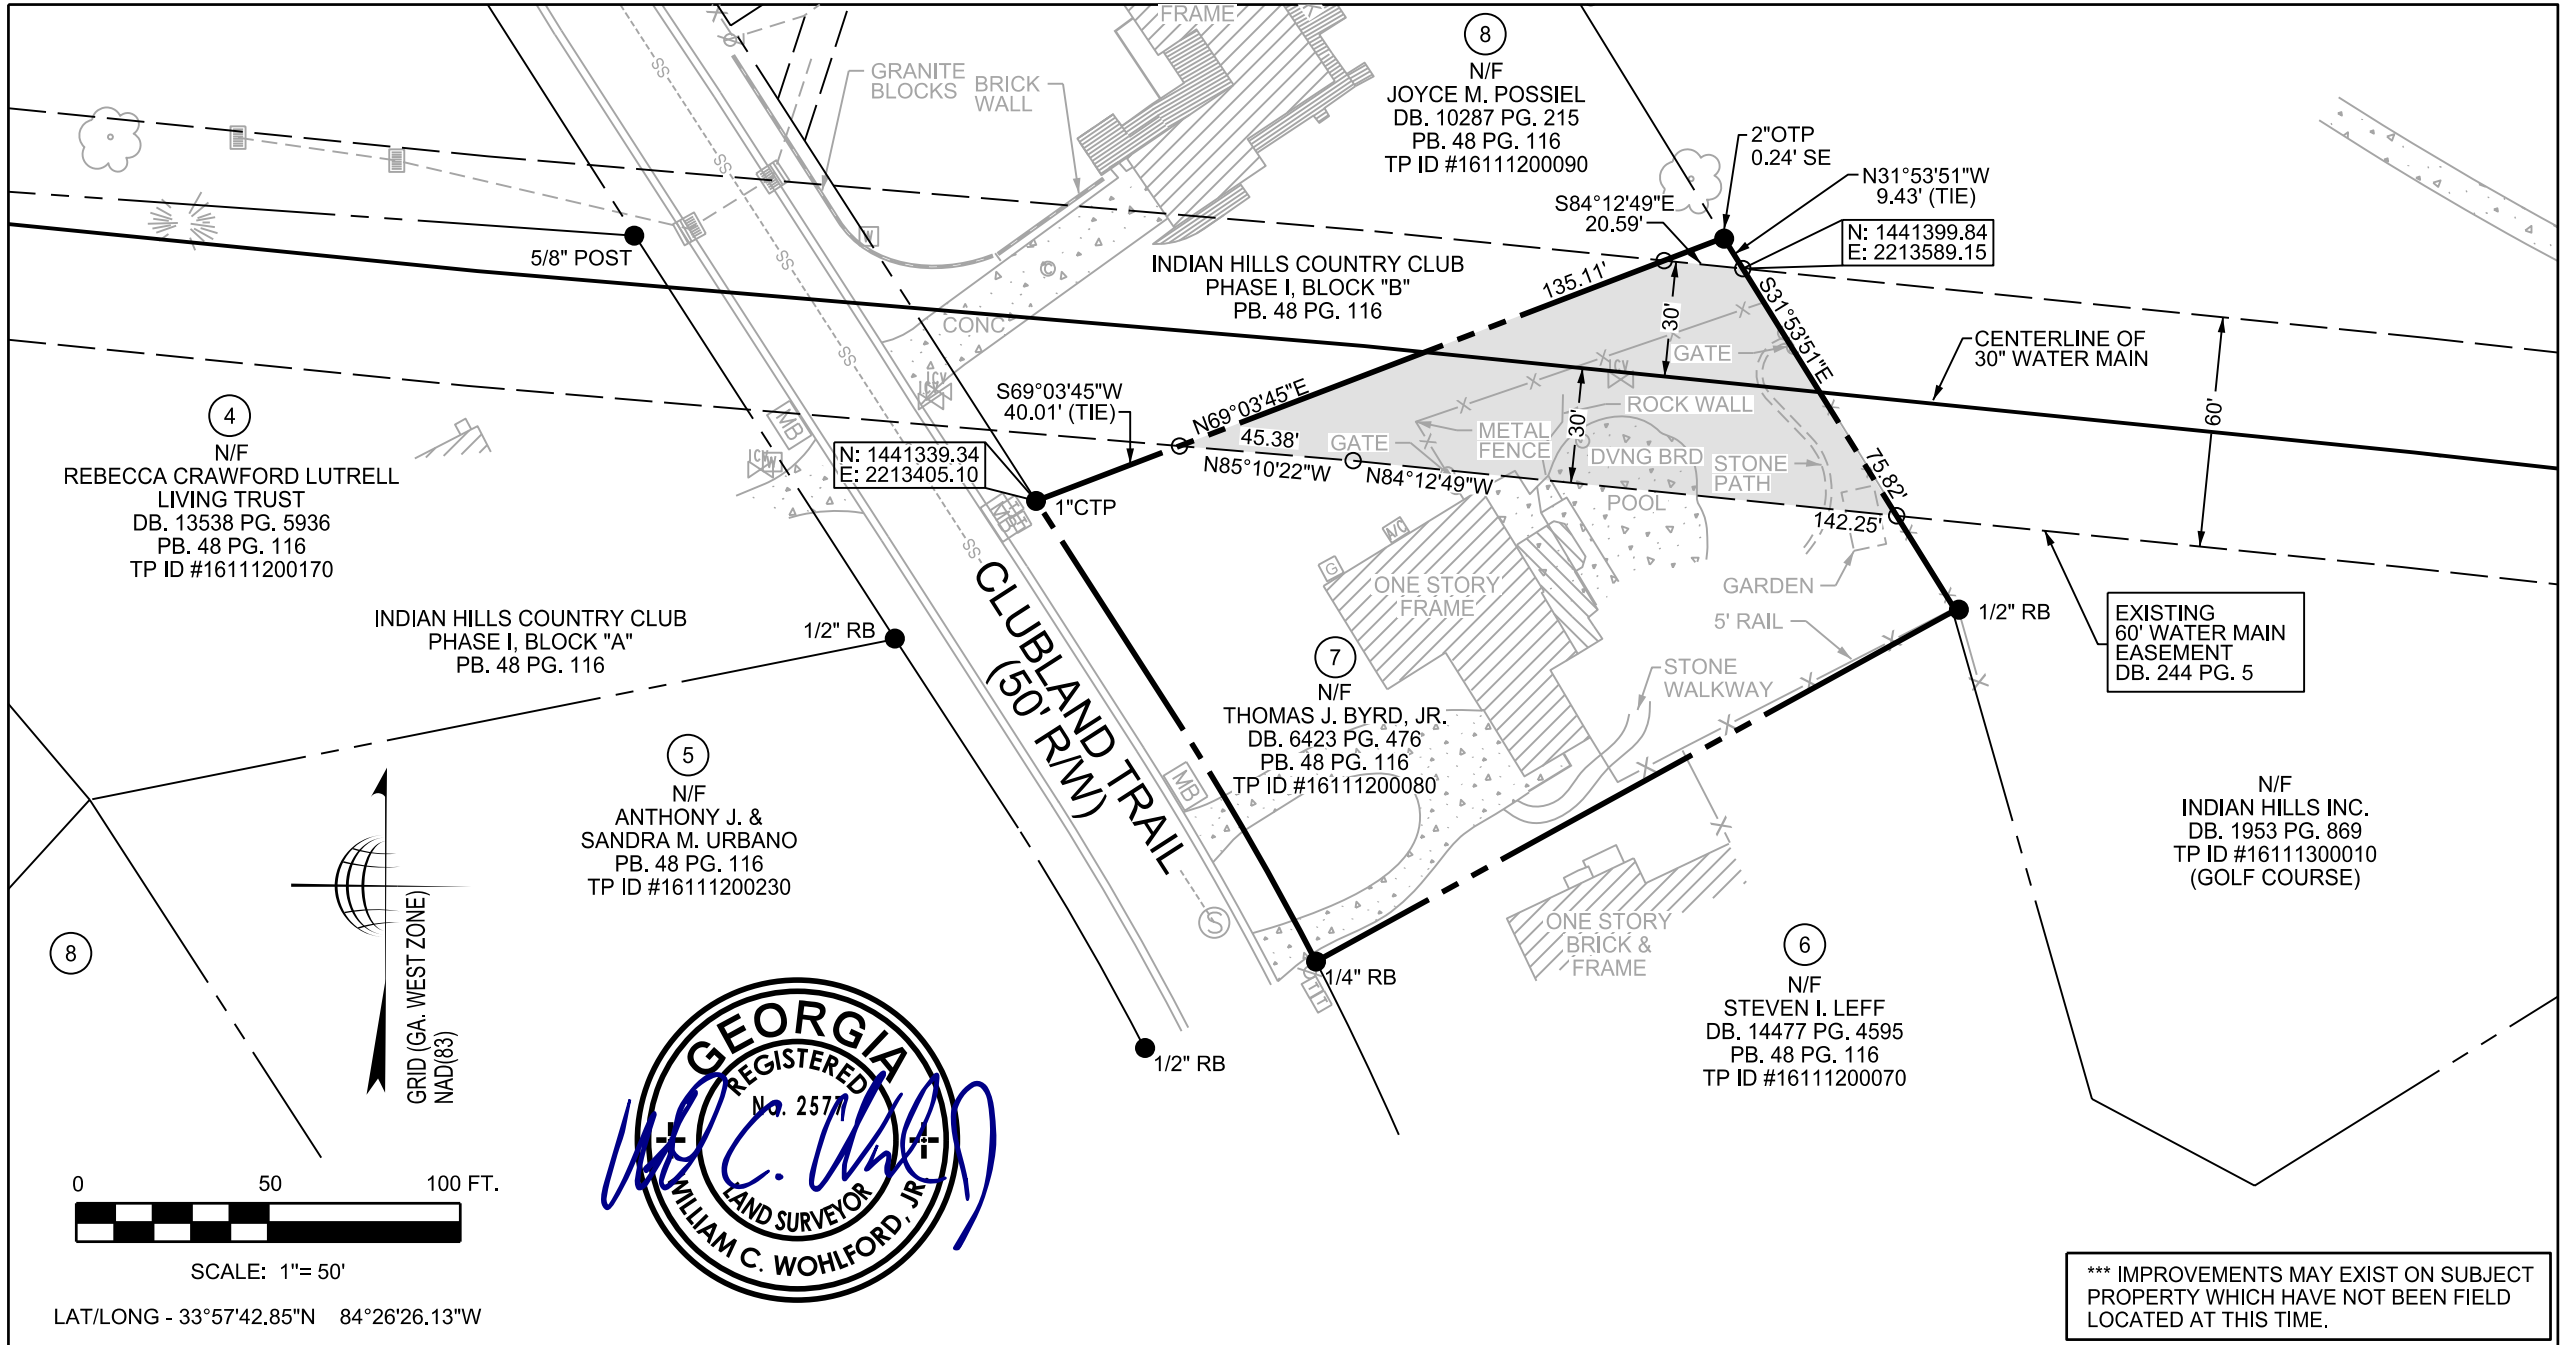 FRAME
GRANITE
BLOCKS
BRICK
WALL
8
N/F
JOYCE M. POSSIEL
DB. 10287 PG. 215
PB. 48 PG. 116
TP ID #16111200090
2"OTP
0.24' SE
N31°53'51"W
9.43' (TIE)
S84°12'49"E
20.59'
N: 1441399.84
E: 2213589.15
5/8" POST
W
C
INDIAN HILLS COUNTRY CLUB
PHASE I, BLOCK "B"
PB. 48 PG. 116
135.11'
30'
S31°53'51"E
CONC
GATE
CENTERLINE OF
30" WATER MAIN
60'
SS
SS
SS
SS
SS
ICV
ICV
ICV
MB
S69°03'45"W
40.01' (TIE)
N69°03'45"E
ROCK WALL
30'
4
N/F
REBECCA CRAWFORD LUTRELL
LIVING TRUST
DB. 13538 PG. 5936
PB. 48 PG. 116
TP ID #16111200170
N: 1441339.34
E: 2213405.10
45.38'
GATE
METAL
FENCE
DVNG BRD
STONE
PATH
75.82'
N85°10'22"W
N84°12'49"W
POOL
142.25'
1"CTP
MB
A/C
G
ONE STORY
FRAME
GARDEN
5' RAIL
1/2" RB
EXISTING
60' WATER MAIN
EASEMENT
DB. 244 PG. 5
INDIAN HILLS COUNTRY CLUB
PHASE I, BLOCK "A"
PB. 48 PG. 116
1/2" RB
CLUBLAND TRAIL
(50' R/W)
STONE
WALKWAY
7
N/F
THOMAS J. BYRD, JR.
DB. 6423 PG. 476
PB. 48 PG. 116
TP ID #16111200080
MB
5
N/F
ANTHONY J. &
SANDRA M. URBANO
PB. 48 PG. 116
TP ID #16111200230
N/F
INDIAN HILLS INC.
DB. 1953 PG. 869
TP ID #16111300010
(GOLF COURSE)
8
GRID (GA. WEST ZONE)
NAD(83)
S
ONE STORY
BRICK &
FRAME
1/4" RB
6
N/F
STEVEN I. LEFF
DB. 14477 PG. 4595
PB. 48 PG. 116
TP ID #16111200070
1/2" RB
GEORGIA
REGISTERED
No. 2577
LAND SURVEYOR
WILLIAM C. WOHLFORD, JR.
0 50 100 FT.
SCALE: 1"= 50'
LAT/LONG - 33°57'42.85"N 84°26'26.13"W
*** IMPROVEMENTS MAY EXIST ON SUBJECT
PROPERTY WHICH HAVE NOT BEEN FIELD
LOCATED AT THIS TIME.